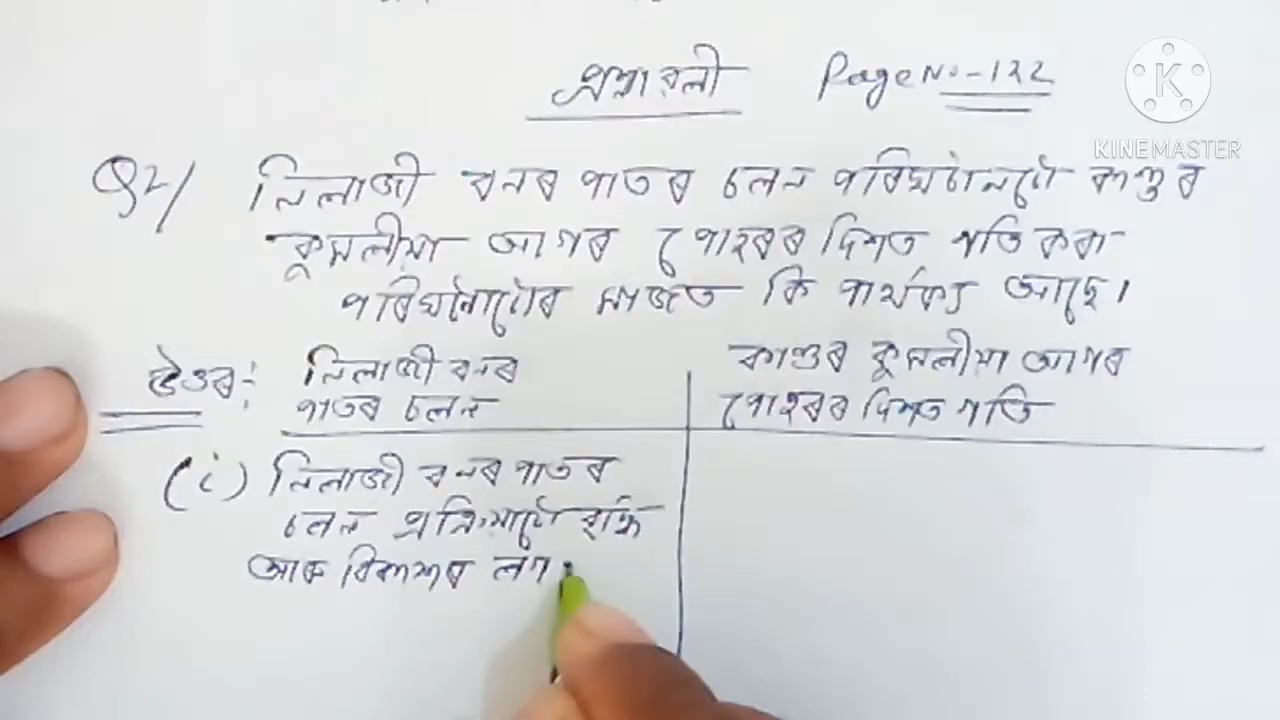 প্ৰশ্নাৱলী Page No-122
K
KINEMASTER
Q2/ নিলাজী বনৰ পাতৰ চলন পৰিঘটনাটো কাণ্ডৰ
কুমলীয়া আগৰ পোহৰৰ দিশত গতি কৰা
পৰিঘটনাটোৰ মাজত কি পাৰ্থক্য আছে।
উত্তৰ: নিলাজী বনৰ
পাতৰ চলন
কাণ্ডৰ কুমলীয়া আগৰ
পোহৰৰ দিশত গতি
(i) নিলাজী বনৰ পাতৰ
চলন প্ৰক্ৰিয়াটো বৃদ্ধি
আৰু বিকাশৰ লগ